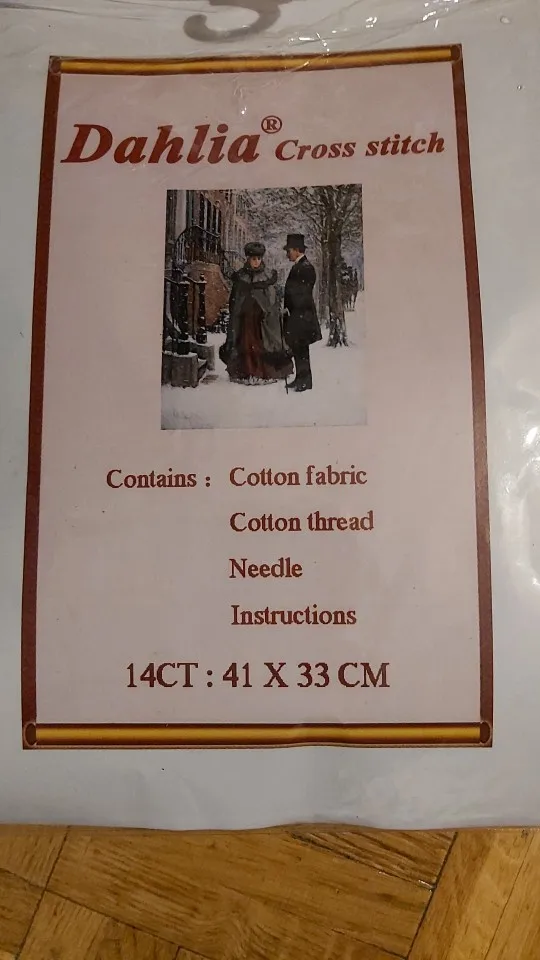 Dahlia® Cross stitch
Contains : Cotton fabric
Cotton thread
Needle
Instructions
14CT : 41 X 33 CM